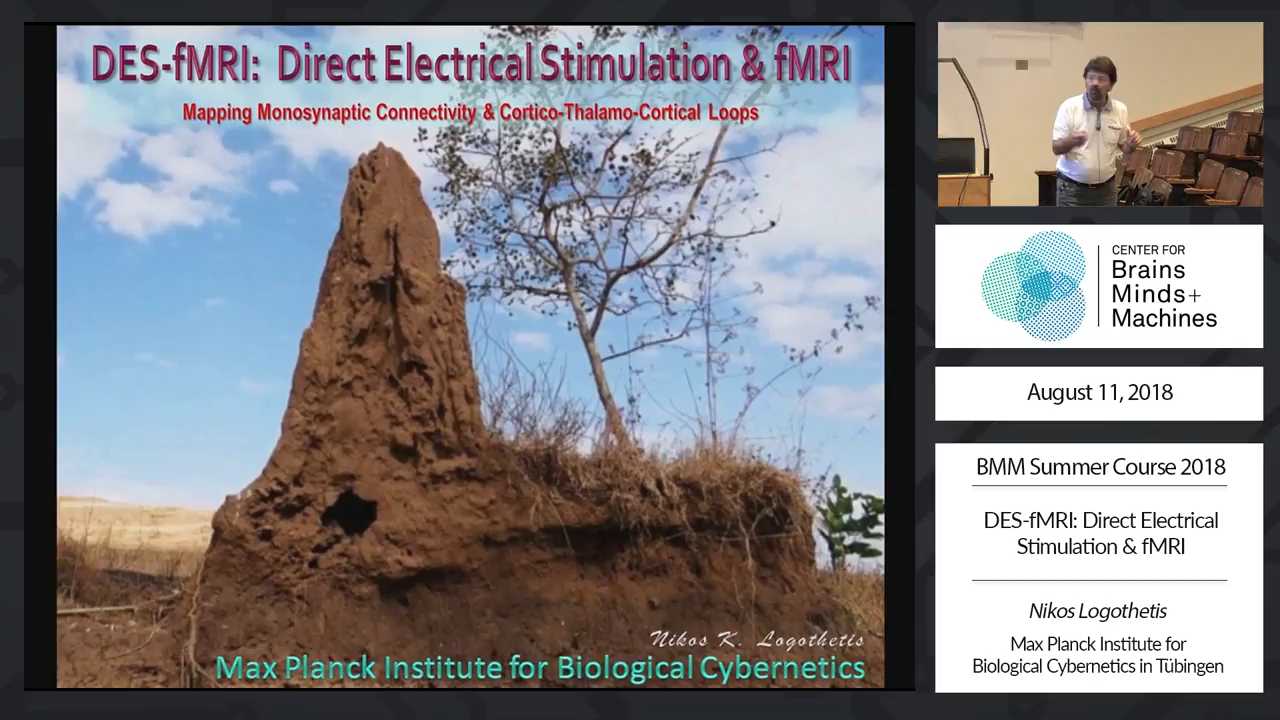 DES-fMRI: Direct Electrical Stimulation & fMRI
Mapping Monosynaptic Connectivity & Cortico-Thalamo-Cortical Loops
Nikos K. Logothetis
Max Planck Institute for Biological Cybernetics
CENTER FOR
Brains
Minds+
Machines
August 11, 2018
BMM Summer Course 2018
DES-fMRI: Direct Electrical
Stimulation & fMRI
Nikos Logothetis
Max Planck Institute for
Biological Cybernetics in Tübingen